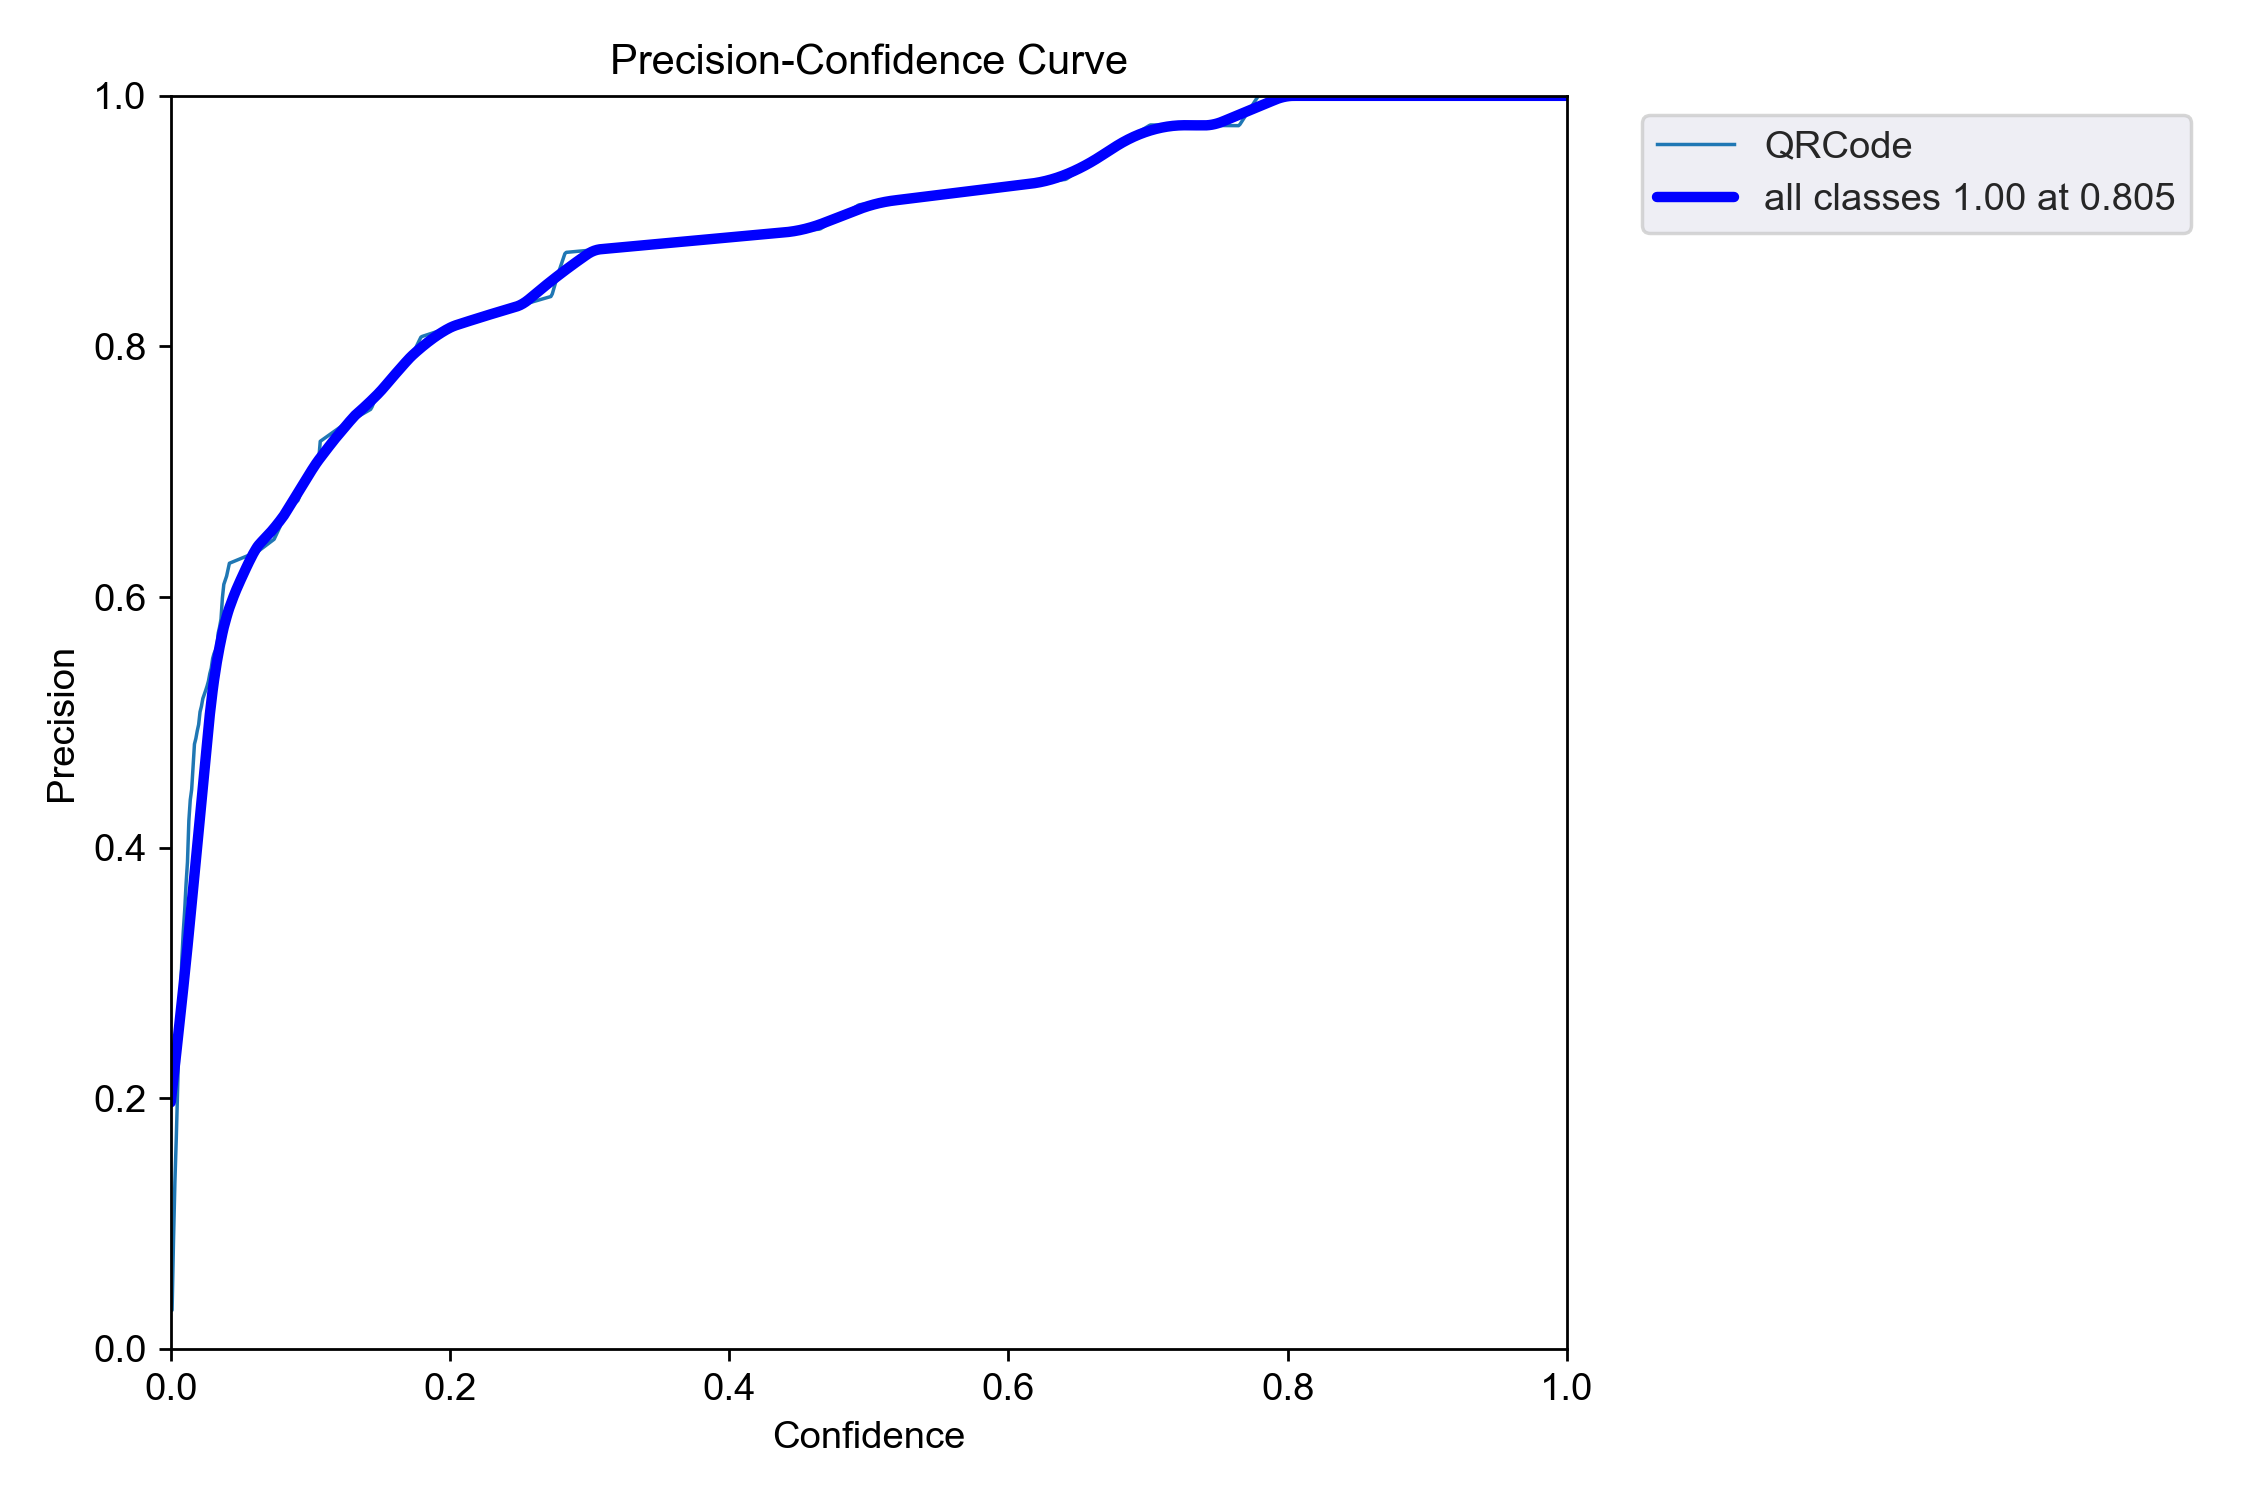 Precision-Confidence Curve
1.0
0.8
0.6
0.4
0.2
0.0
Precision
0.0 0.2 0.4 0.6 0.8 1.0
Confidence
QRCode
all classes 1.00 at 0.805